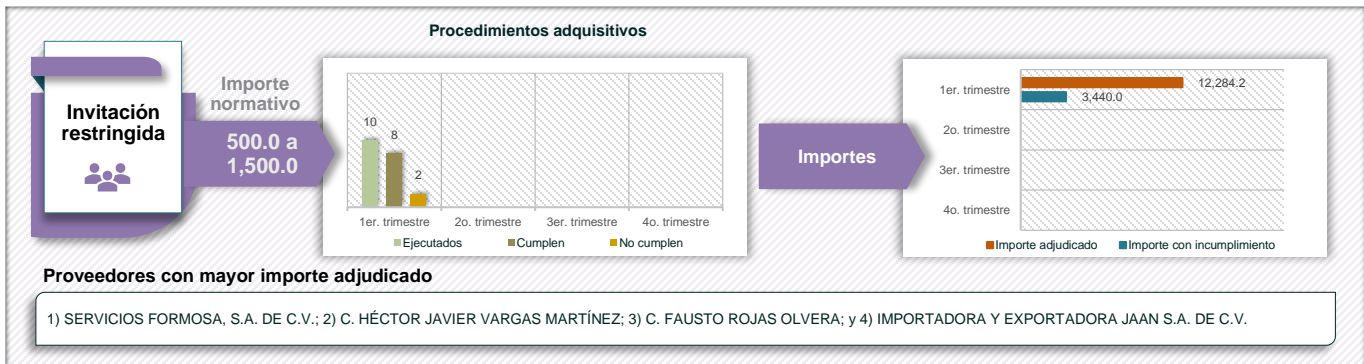 Procedimientos adquisitivos
Invitación
restringida
Importe
normativo
500.0 a
1,500.0
10
8
2
1er. trimestre
2o. trimestre
3er. trimestre
4o. trimestre
Ejecutados
Cumplen
No cumplen
Importes
1er. trimestre
12,284.2
3,440.0
2o. trimestre
3er. trimestre
4o. trimestre
Importe adjudicado
Importe con incumplimiento
Proveedores con mayor importe adjudicado
1) SERVICIOS FORMOSA, S.A. DE C.V.; 2) C. HÉCTOR JAVIER VARGAS MARTÍNEZ; 3) C. FAUSTO ROJAS OLVERA; y 4) IMPORTADORA Y EXPORTADORA JAAN S.A. DE C.V.